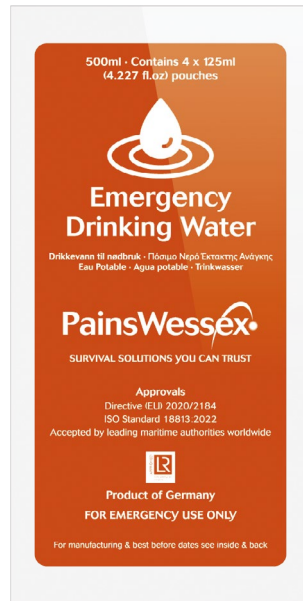 500ml · Contains 4 x 125ml
(4.227 fl.oz) pouches
Emergency
Drinking Water
Drikkevann til nødbruk · Πόσιμο Νερό Έκτακτης Ανάγκης
Eau Potable · Agua potable · Trinkwasser
PainsWessex
SURVIVAL SOLUTIONS YOU CAN TRUST
Approvals
Directive (EU) 2020/2184
ISO Standard 18813:2022
Accepted by leading maritime authorities worldwide
LR
Product of Germany
FOR EMERGENCY USE ONLY
For manufacturing & best before dates see inside & back